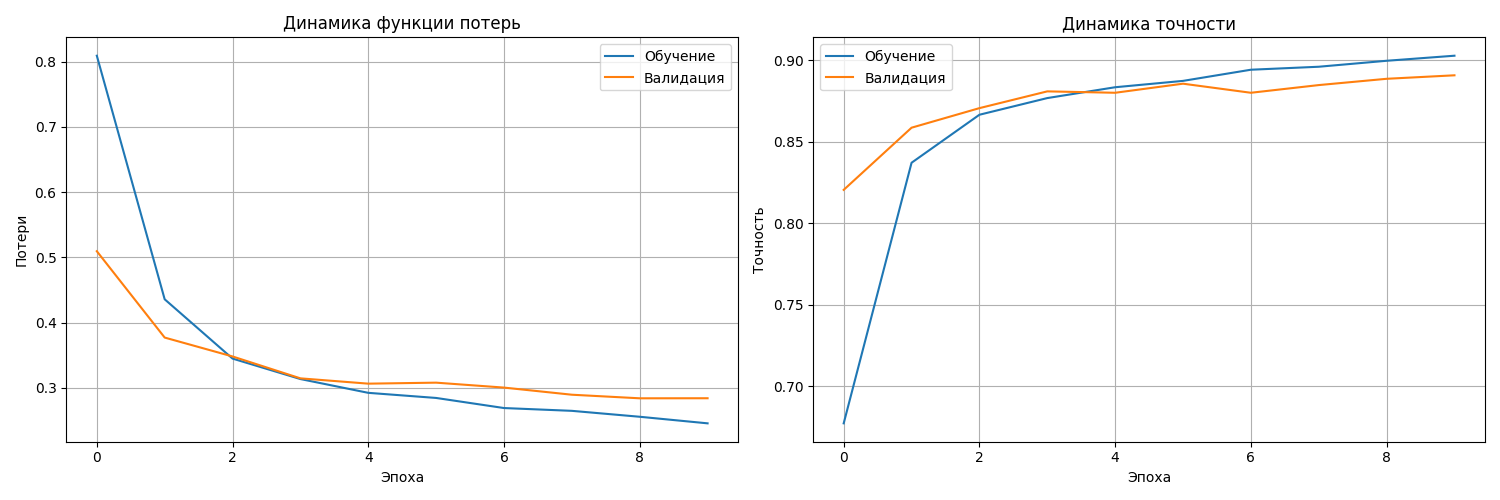 Динамика функции потерь
Обучение
Валидация
0.8
0.7
0.6
0.5
0.4
0.3
Потери
0 2 4 6 8
Эпоха
Динамика точности
Обучение
Валидация
0.90
0.85
0.80
0.75
0.70
Точность
0 2 4 6 8
Эпоха